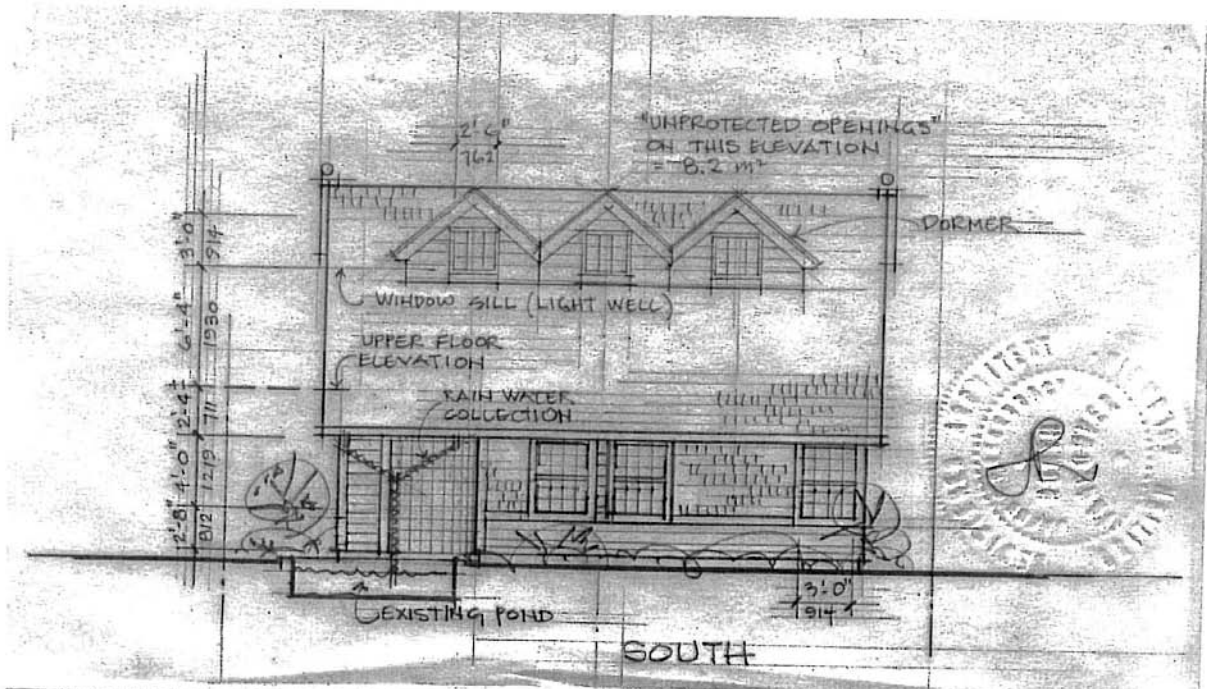 2' 6"
762
"UNPROTECTED OPENINGS"
ON THIS ELEVATION
= 8.2 m²
DORMER
3'-0"
914
WINDOW SILL (LIGHT WELL)
6'-4"
1930
UPPER FLOOR
ELEVATION
2'-4"±
711
RAIN WATER
COLLECTION
4'-0"
1219
2'-8"
812
3'-0"
914
EXISTING POND
SOUTH